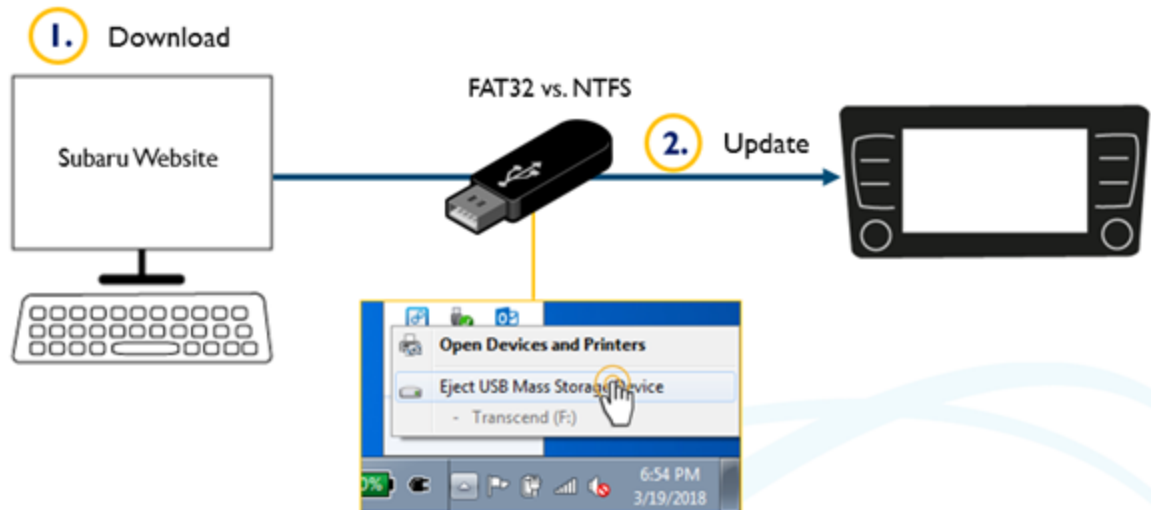 1. Download
Subaru Website
FAT32 vs. NTFS
2. Update
Open Devices and Printers
Eject USB Mass Storage Device
- Transcend (F:)
0%
6:54 PM
3/19/2018